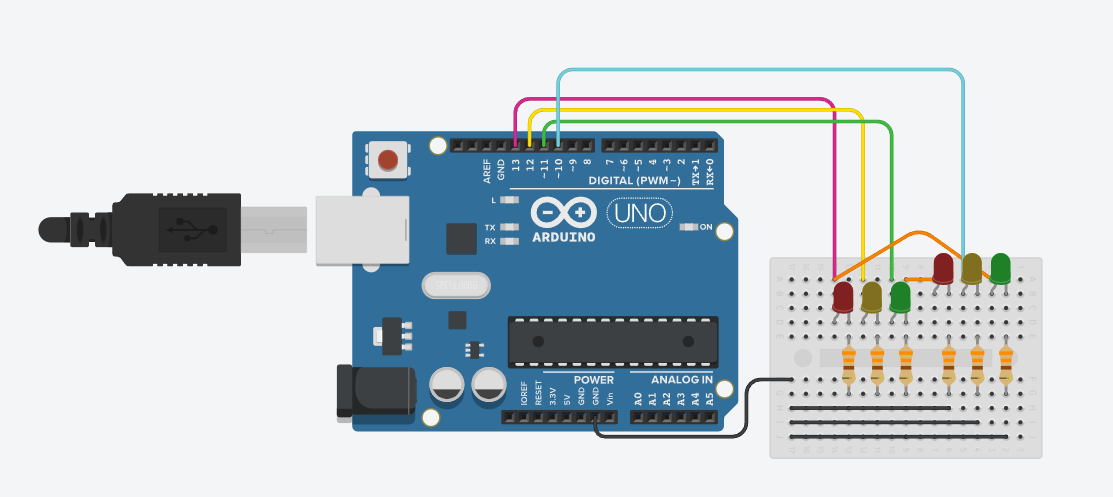 AREF
GND
13
12
~11
~10
~9
8
7
~6
~5
4
~3
2
TX→1
RX←0
DIGITAL (PWM~)
L
TX
RX
ARDUINO
UNO
ON
POWER
ANALOG IN
IOREF
RESET
3.3V
5V
GND
GND
Vin
A0
A1
A2
A3
A4
A5